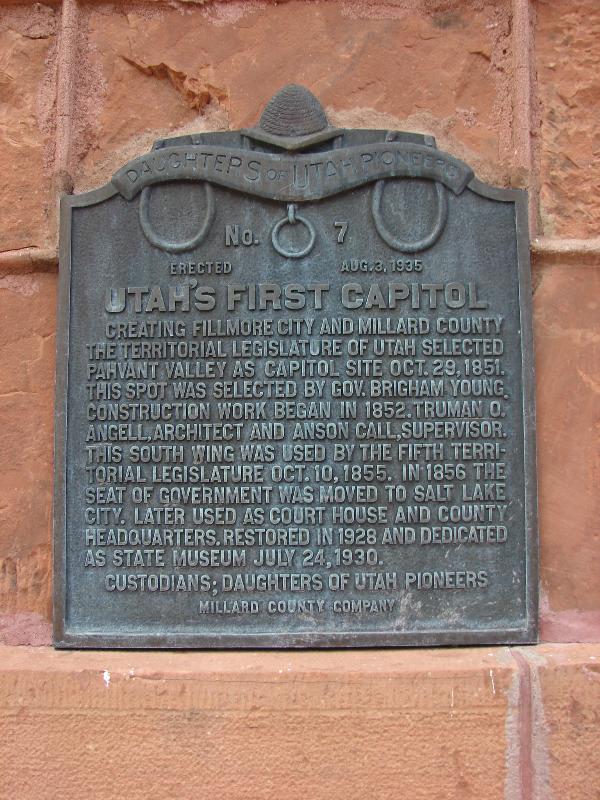 DAUGHTERS OF UTAH PIONEERS
No. 7
ERECTED AUG. 3, 1935
UTAH'S FIRST CAPITOL
CREATING FILLMORE CITY AND MILLARD COUNTY
THE TERRITORIAL LEGISLATURE OF UTAH SELECTED
PAHVANT VALLEY AS CAPITOL SITE OCT. 29, 1851.
THIS SPOT WAS SELECTED BY GOV. BRIGHAM YOUNG.
CONSTRUCTION WORK BEGAN IN 1852. TRUMAN O.
ANGELL, ARCHITECT AND ANSON CALL, SUPERVISOR.
THIS SOUTH WING WAS USED BY THE FIFTH TERRI-
TORIAL LEGISLATURE OCT. 10, 1855. IN 1856 THE
SEAT OF GOVERNMENT WAS MOVED TO SALT LAKE
CITY. LATER USED AS COURT HOUSE AND COUNTY
HEADQUARTERS. RESTORED IN 1928 AND DEDICATED
AS STATE MUSEUM JULY 24, 1930.
CUSTODIANS; DAUGHTERS OF UTAH PIONEERS
MILLARD COUNTY COMPANY